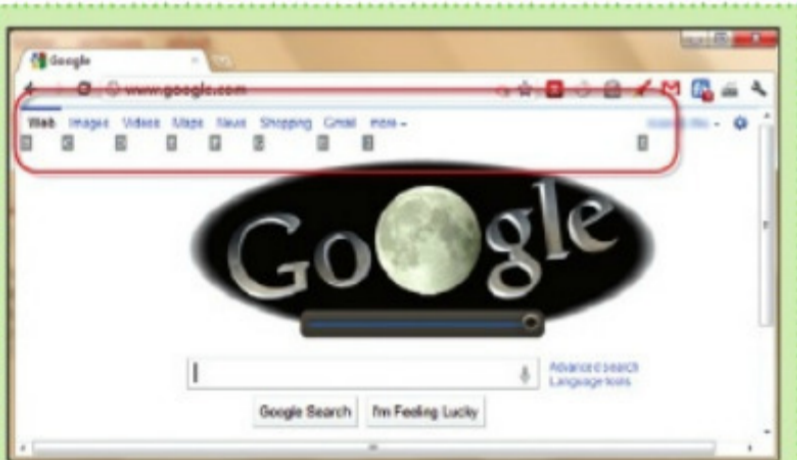 Google
www.google.com
Web Images Videos Maps News Shopping Gmail more
Google
Advanced search
Language tools
Google Search I'm Feeling Lucky